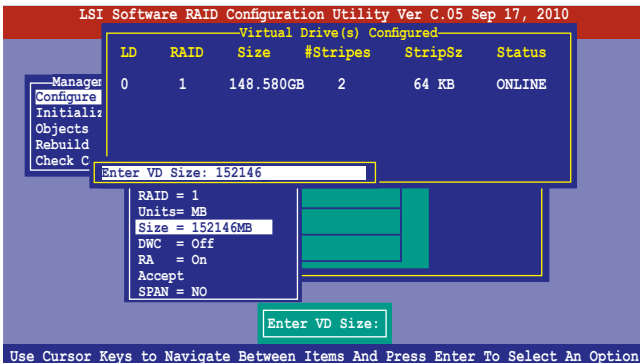 LSI Software RAID Configuration Utility Ver C.05 Sep 17, 2010
Virtual Drive(s) Configured
LD RAID Size #Stripes StripSz Status
0 1 148.580GB 2 64 KB ONLINE
Managem
Configure
Initializ
Objects
Rebuild
Check C
Enter VD Size: 152146
RAID = 1
Units= MB
Size = 152146MB
DWC = Off
RA = On
Accept
SPAN = NO
Enter VD Size:
Use Cursor Keys to Navigate Between Items And Press Enter To Select An Option